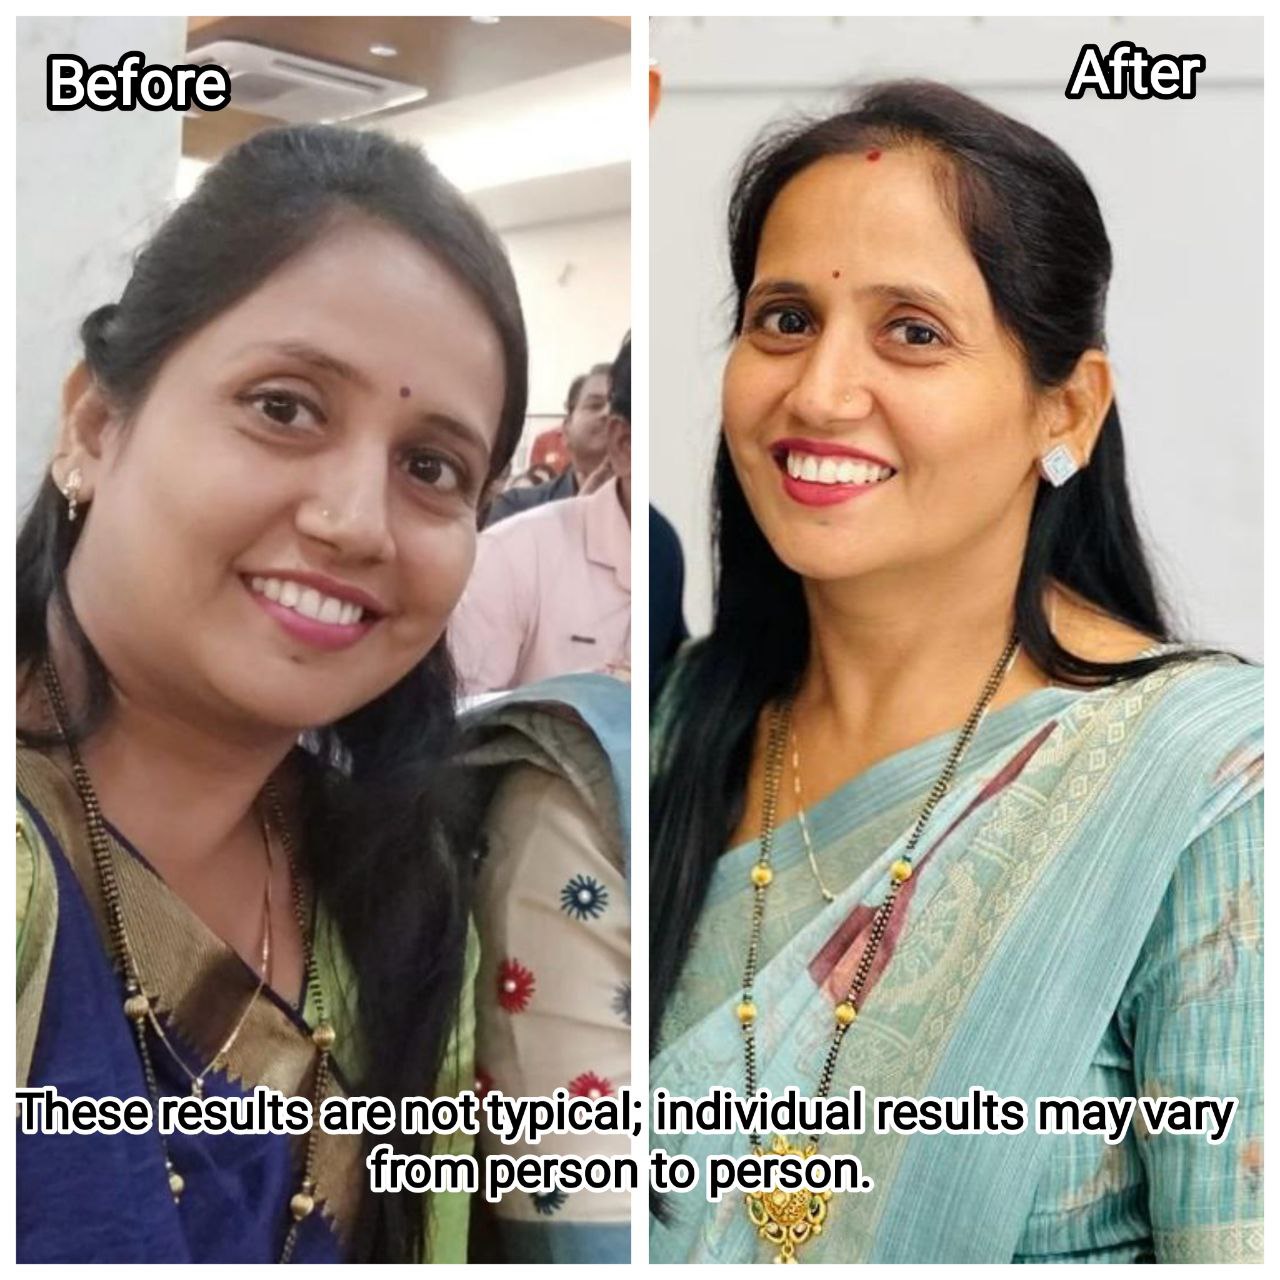 Before
After
These results are not typical; individual results may vary
from person to person.